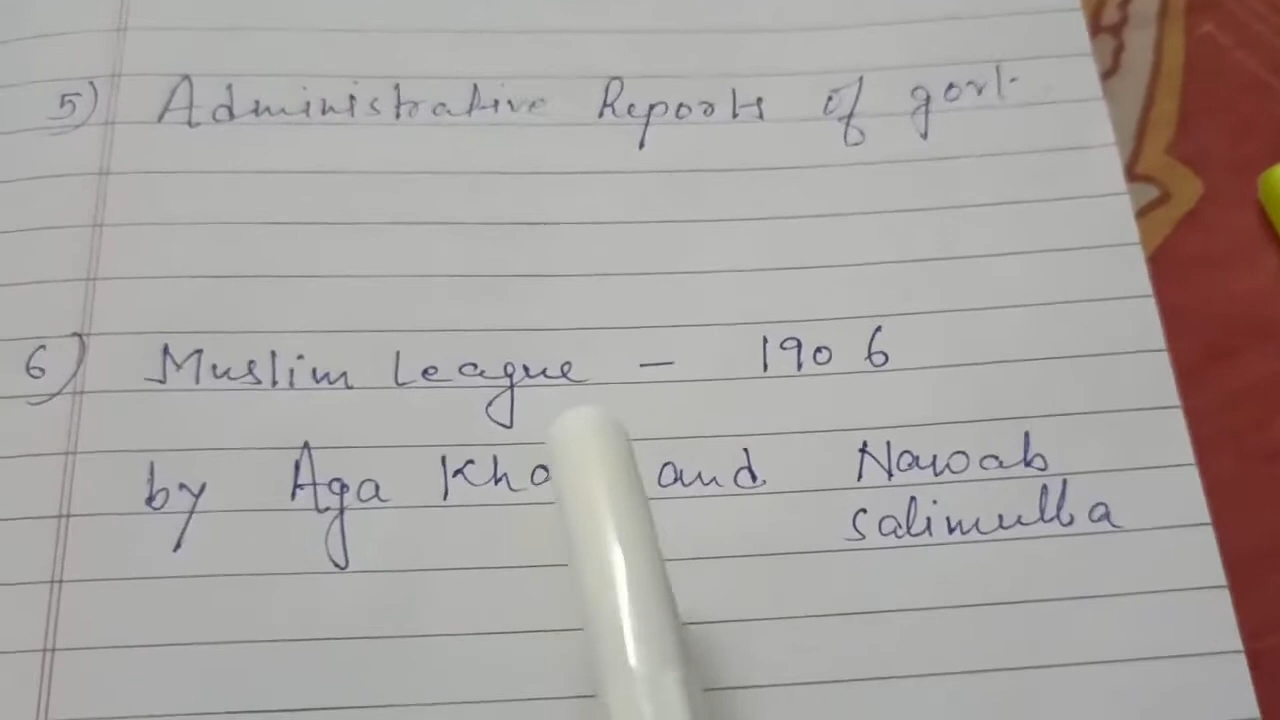 5) Administrative Reports of govt.
6) Muslim League - 1906
by Aga Kha and Nawab
Salimulla